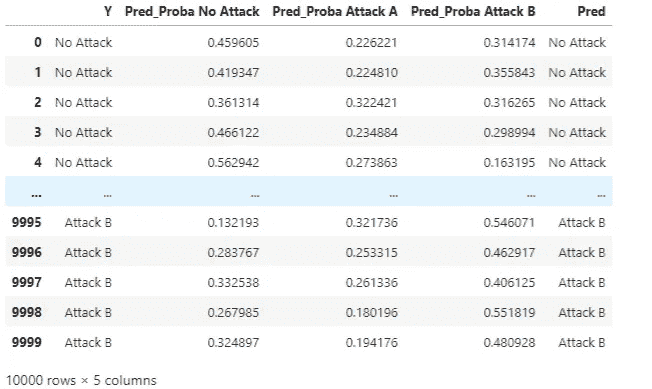 Y Pred_Proba No Attack Pred_Proba Attack A Pred_Proba Attack B Pred
0 No Attack 0.459605 0.226221 0.314174 No Attack
1 No Attack 0.419347 0.224810 0.355843 No Attack
2 No Attack 0.361314 0.322421 0.316265 No Attack
3 No Attack 0.466122 0.234884 0.298994 No Attack
4 No Attack 0.562942 0.273863 0.163195 No Attack
... ... ... ... ... ...
9995 Attack B 0.132193 0.321736 0.546071 Attack B
9996 Attack B 0.283767 0.253315 0.462917 Attack B
9997 Attack B 0.332538 0.261336 0.406125 Attack B
9998 Attack B 0.267985 0.180196 0.551819 Attack B
9999 Attack B 0.324897 0.194176 0.480928 Attack B
10000 rows × 5 columns